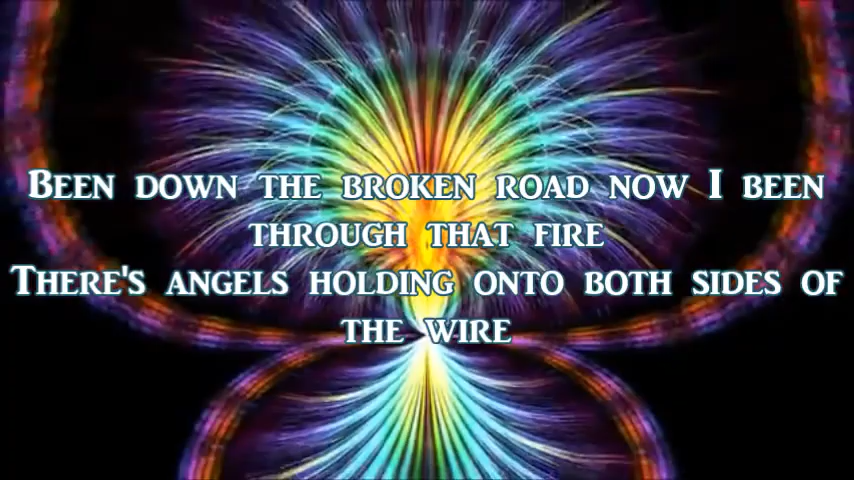 Been down the broken road now I been
through that fire
There's angels holding onto both sides of
the wire